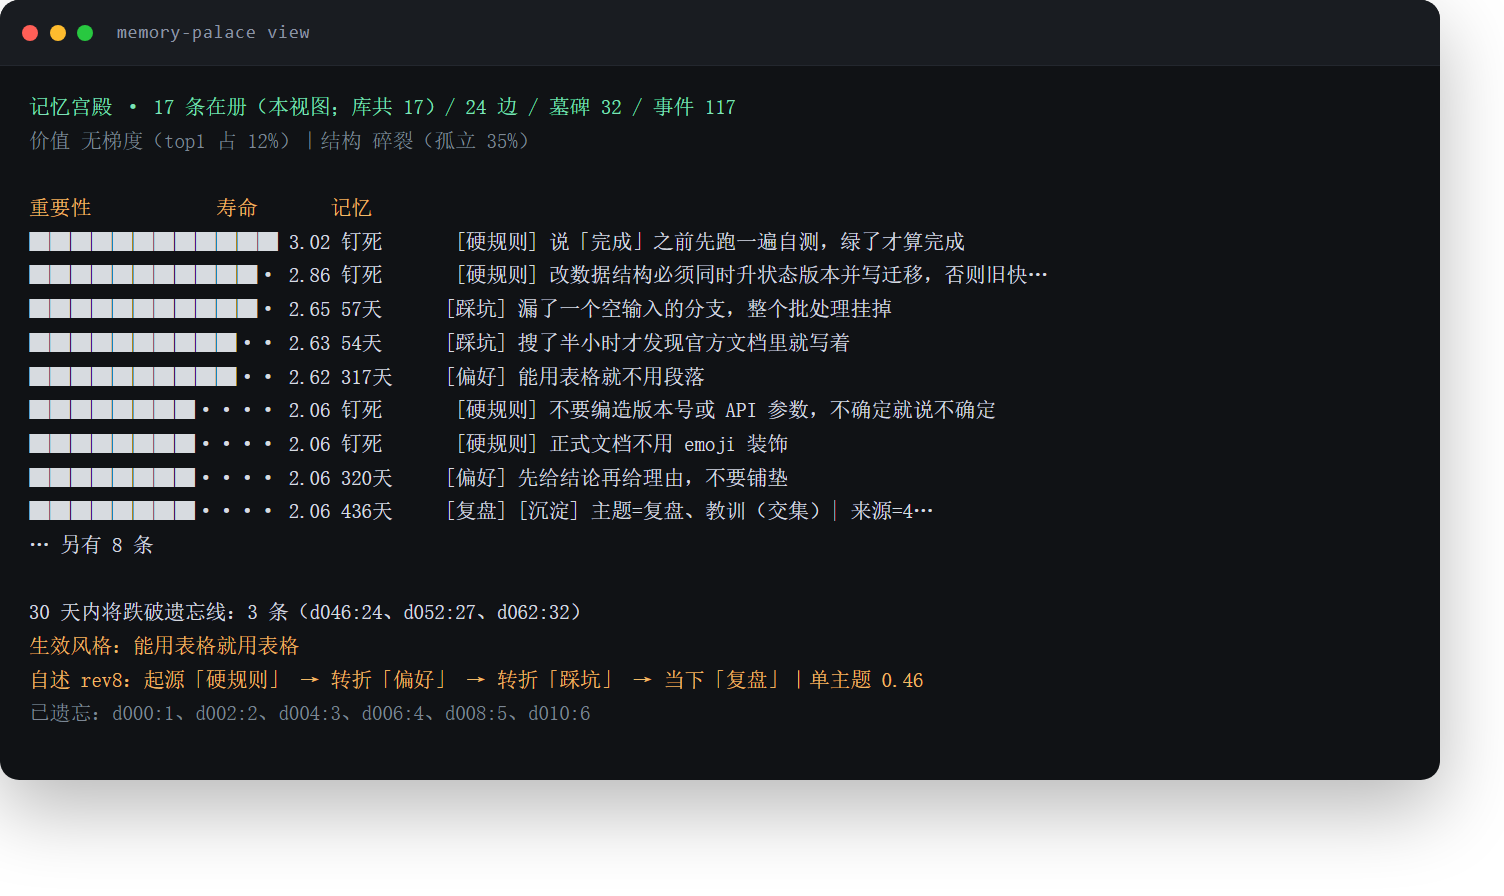 memory-palace view
记忆宫殿 · 17 条在册（本视图；库共 17）/ 24 边 / 墓碑 32 / 事件 117
价值 无梯度（top1 占 12%）｜结构 碎裂（孤立 35%）
重要性 寿命 记忆
████████████ 3.02 钉死 [硬规则] 说「完成」之前先跑一遍自测，绿了才算完成
███████████· 2.86 钉死 [硬规则] 改数据结构必须同时升状态版本并写迁移，否则旧快…
███████████· 2.65 57天 [踩坑] 漏了一个空输入的分支，整个批处理挂掉
██████████·· 2.63 54天 [踩坑] 搜了半小时才发现官方文档里就写着
██████████·· 2.62 317天 [偏好] 能用表格就不用段落
████████···· 2.06 钉死 [硬规则] 不要编造版本号或 API 参数，不确定就说不确定
████████···· 2.06 钉死 [硬规则] 正式文档不用 emoji 装饰
████████···· 2.06 320天 [偏好] 先给结论再给理由，不要铺垫
████████···· 2.06 436天 [复盘] [沉淀] 主题=复盘、教训（交集）| 来源=4…
… 另有 8 条
30 天内将跌破遗忘线：3 条（d046:24、d052:27、d062:32）
生效风格：能用表格就用表格
自述 rev8：起源「硬规则」 → 转折「偏好」 → 转折「踩坑」 → 当下「复盘」｜单主题 0.46
已遗忘：d000:1、d002:2、d004:3、d006:4、d008:5、d010:6